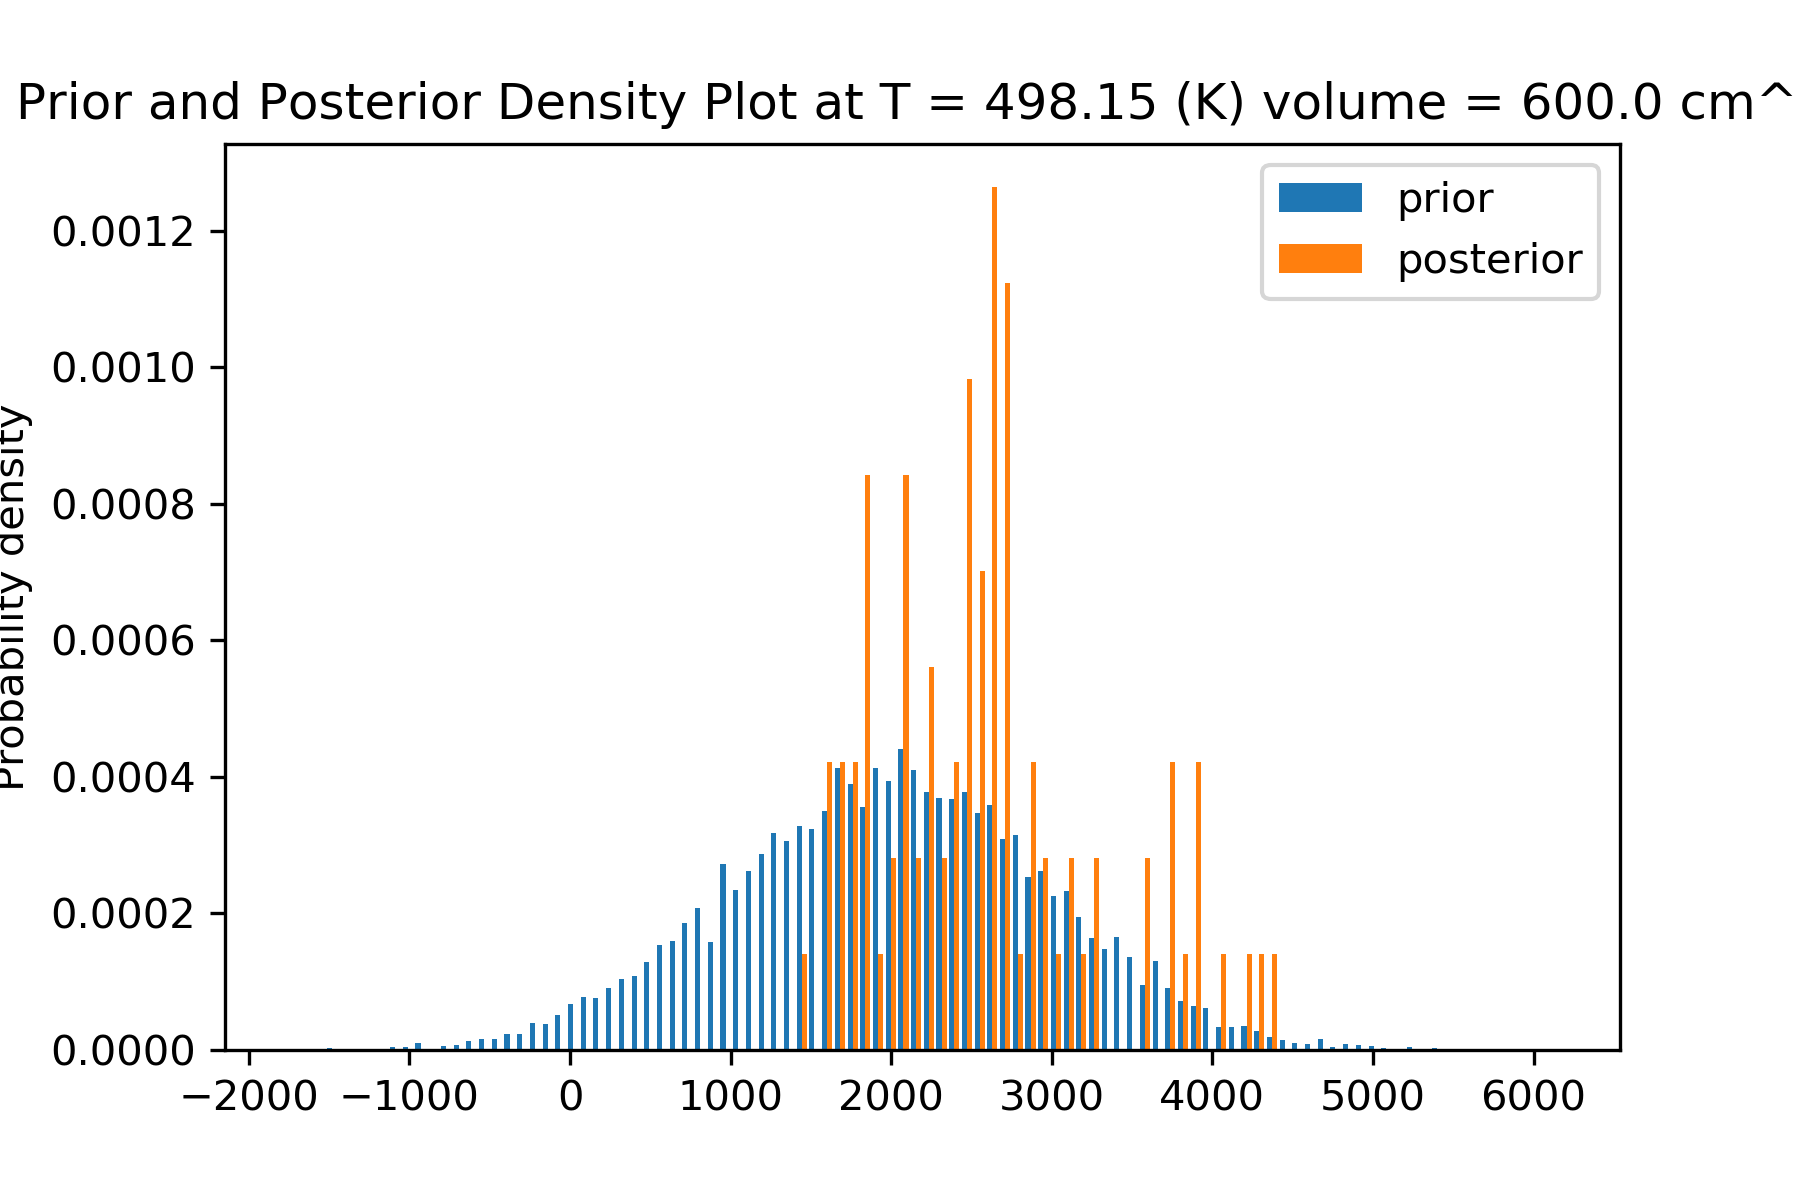 Prior and Posterior Density Plot at T = 498.15 (K) volume = 600.0 cm^
prior
posterior
Probability density
0.0012
0.0010
0.0008
0.0006
0.0004
0.0002
0.0000
−2000 −1000 0 1000 2000 3000 4000 5000 6000